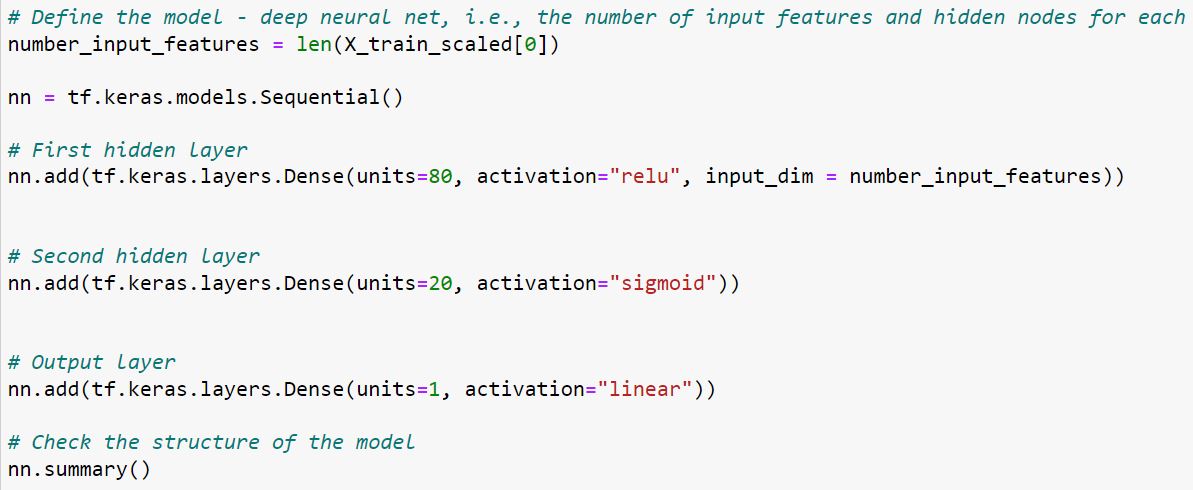 # Define the model - deep neural net, i.e., the number of input features and hidden nodes for each
number_input_features = len(X_train_scaled[0])
nn = tf.keras.models.Sequential()
# First hidden layer
nn.add(tf.keras.layers.Dense(units=80, activation="relu", input_dim = number_input_features))
# Second hidden layer
nn.add(tf.keras.layers.Dense(units=20, activation="sigmoid"))
# Output layer
nn.add(tf.keras.layers.Dense(units=1, activation="linear"))
# Check the structure of the model
nn.summary()